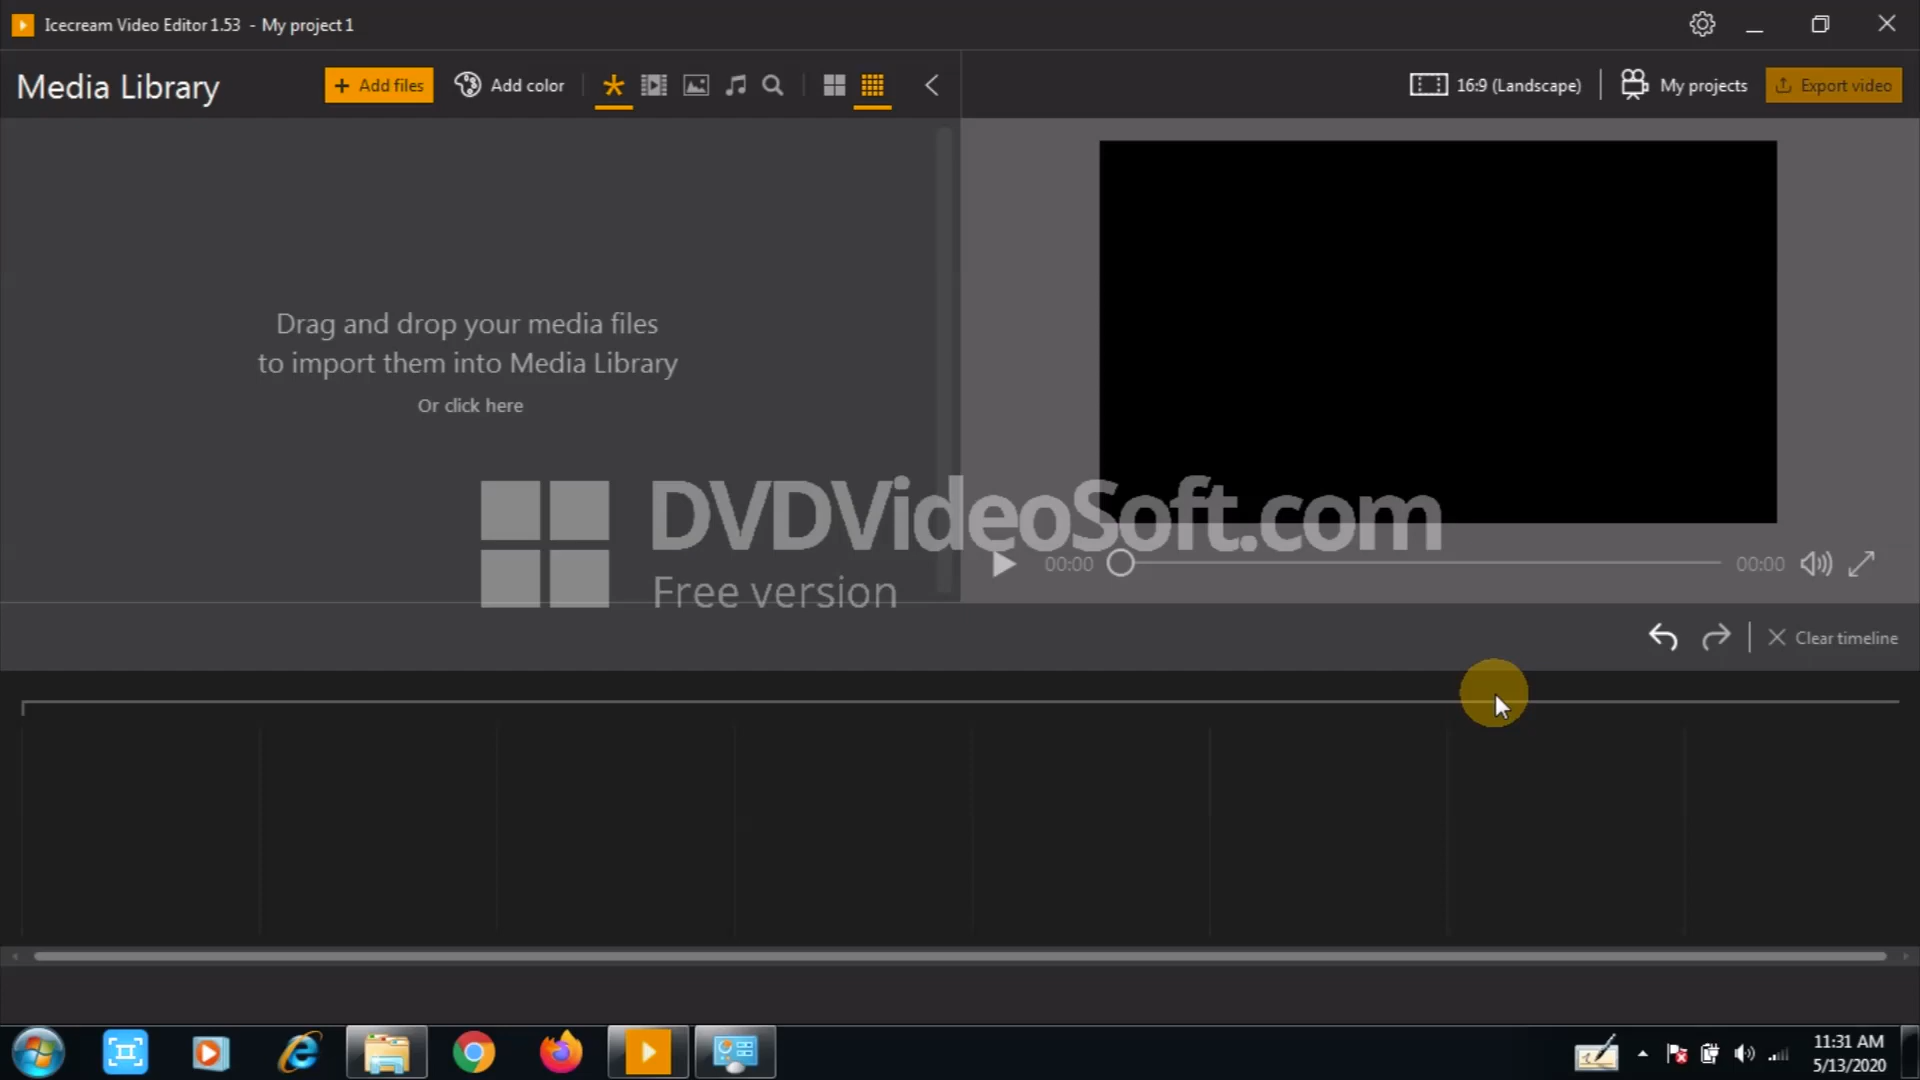 Icecream Video Editor 1.53 - My project 1
Media Library
+ Add files
Add color
16:9 (Landscape)
My projects
Export video
Drag and drop your media files
to import them into Media Library
Or click here
DVDVideoSoft.com
Free version
00:00
00:00
Clear timeline
11:31 AM
5/13/2020